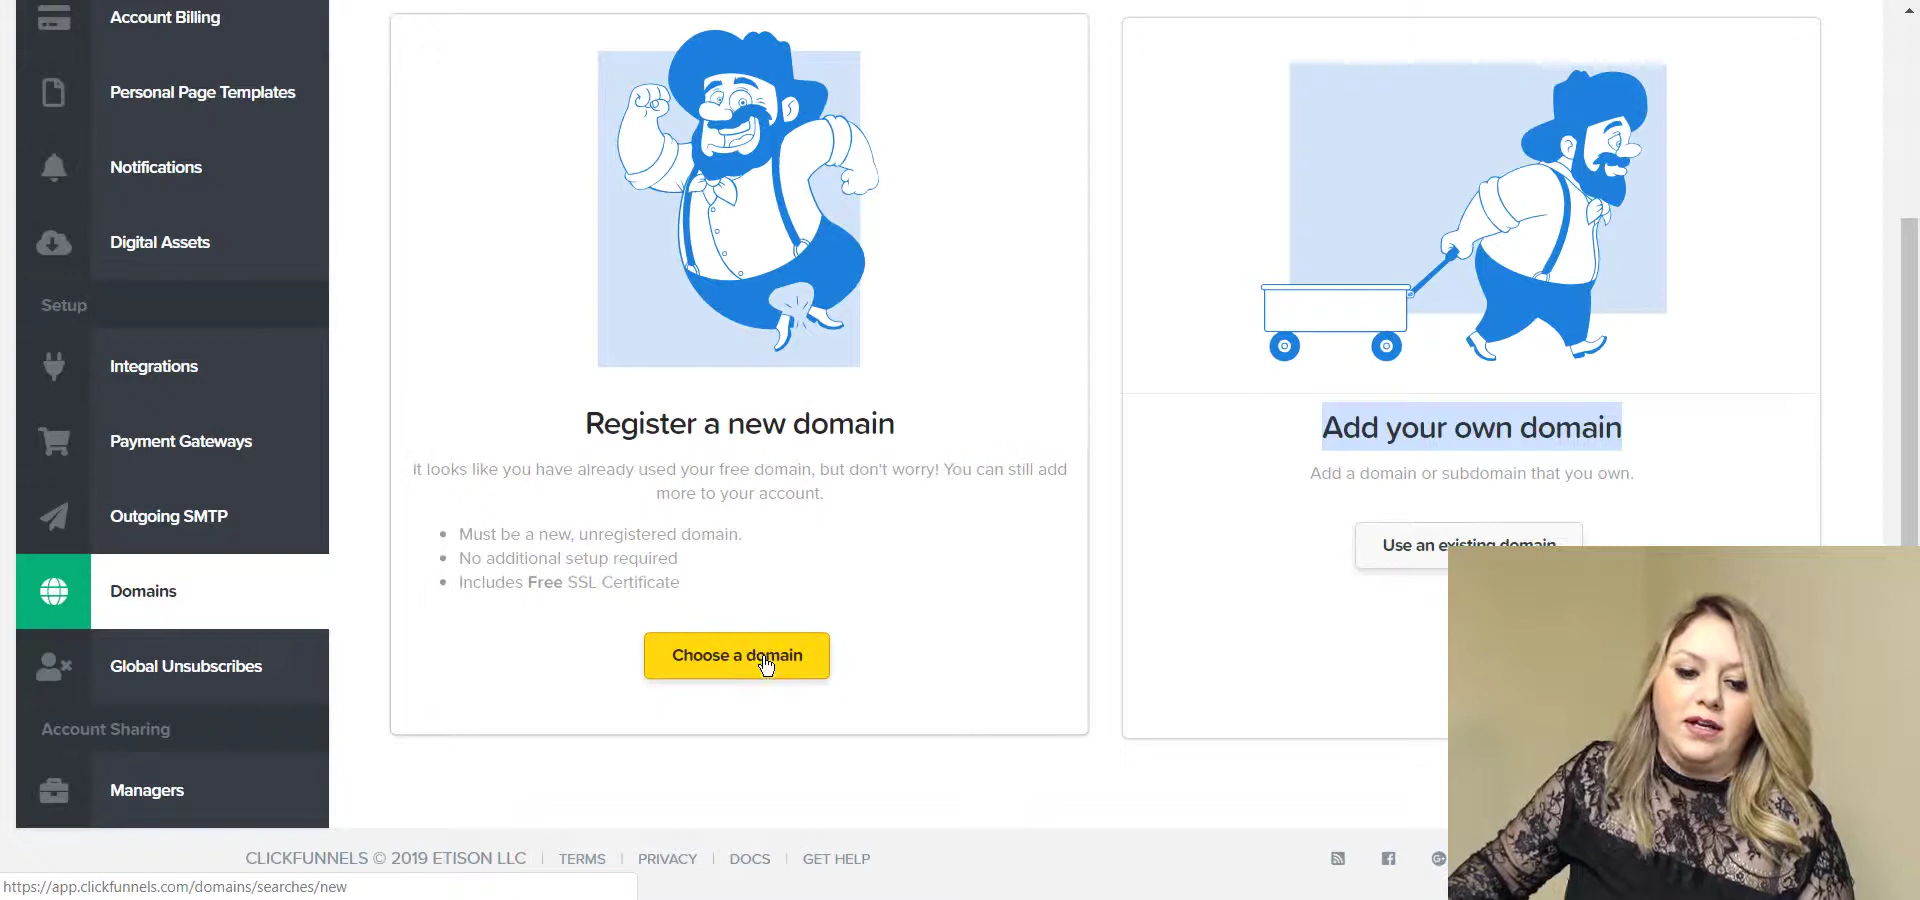 Account Billing
Personal Page Templates
Notifications
Digital Assets
Setup
Integrations
Payment Gateways
Outgoing SMTP
Domains
Global Unsubscribes
Account Sharing
Managers
Register a new domain
It looks like you have already used your free domain, but don't worry! You can still add
more to your account.
• Must be a new, unregistered domain.
• No additional setup required
• Includes Free SSL Certificate
Choose a domain
Add your own domain
Add a domain or subdomain that you own.
Use an existing domain
CLICKFUNNELS © 2019 ETISON LLC | TERMS | PRIVACY | DOCS | GET HELP
https://app.clickfunnels.com/domains/searches/new